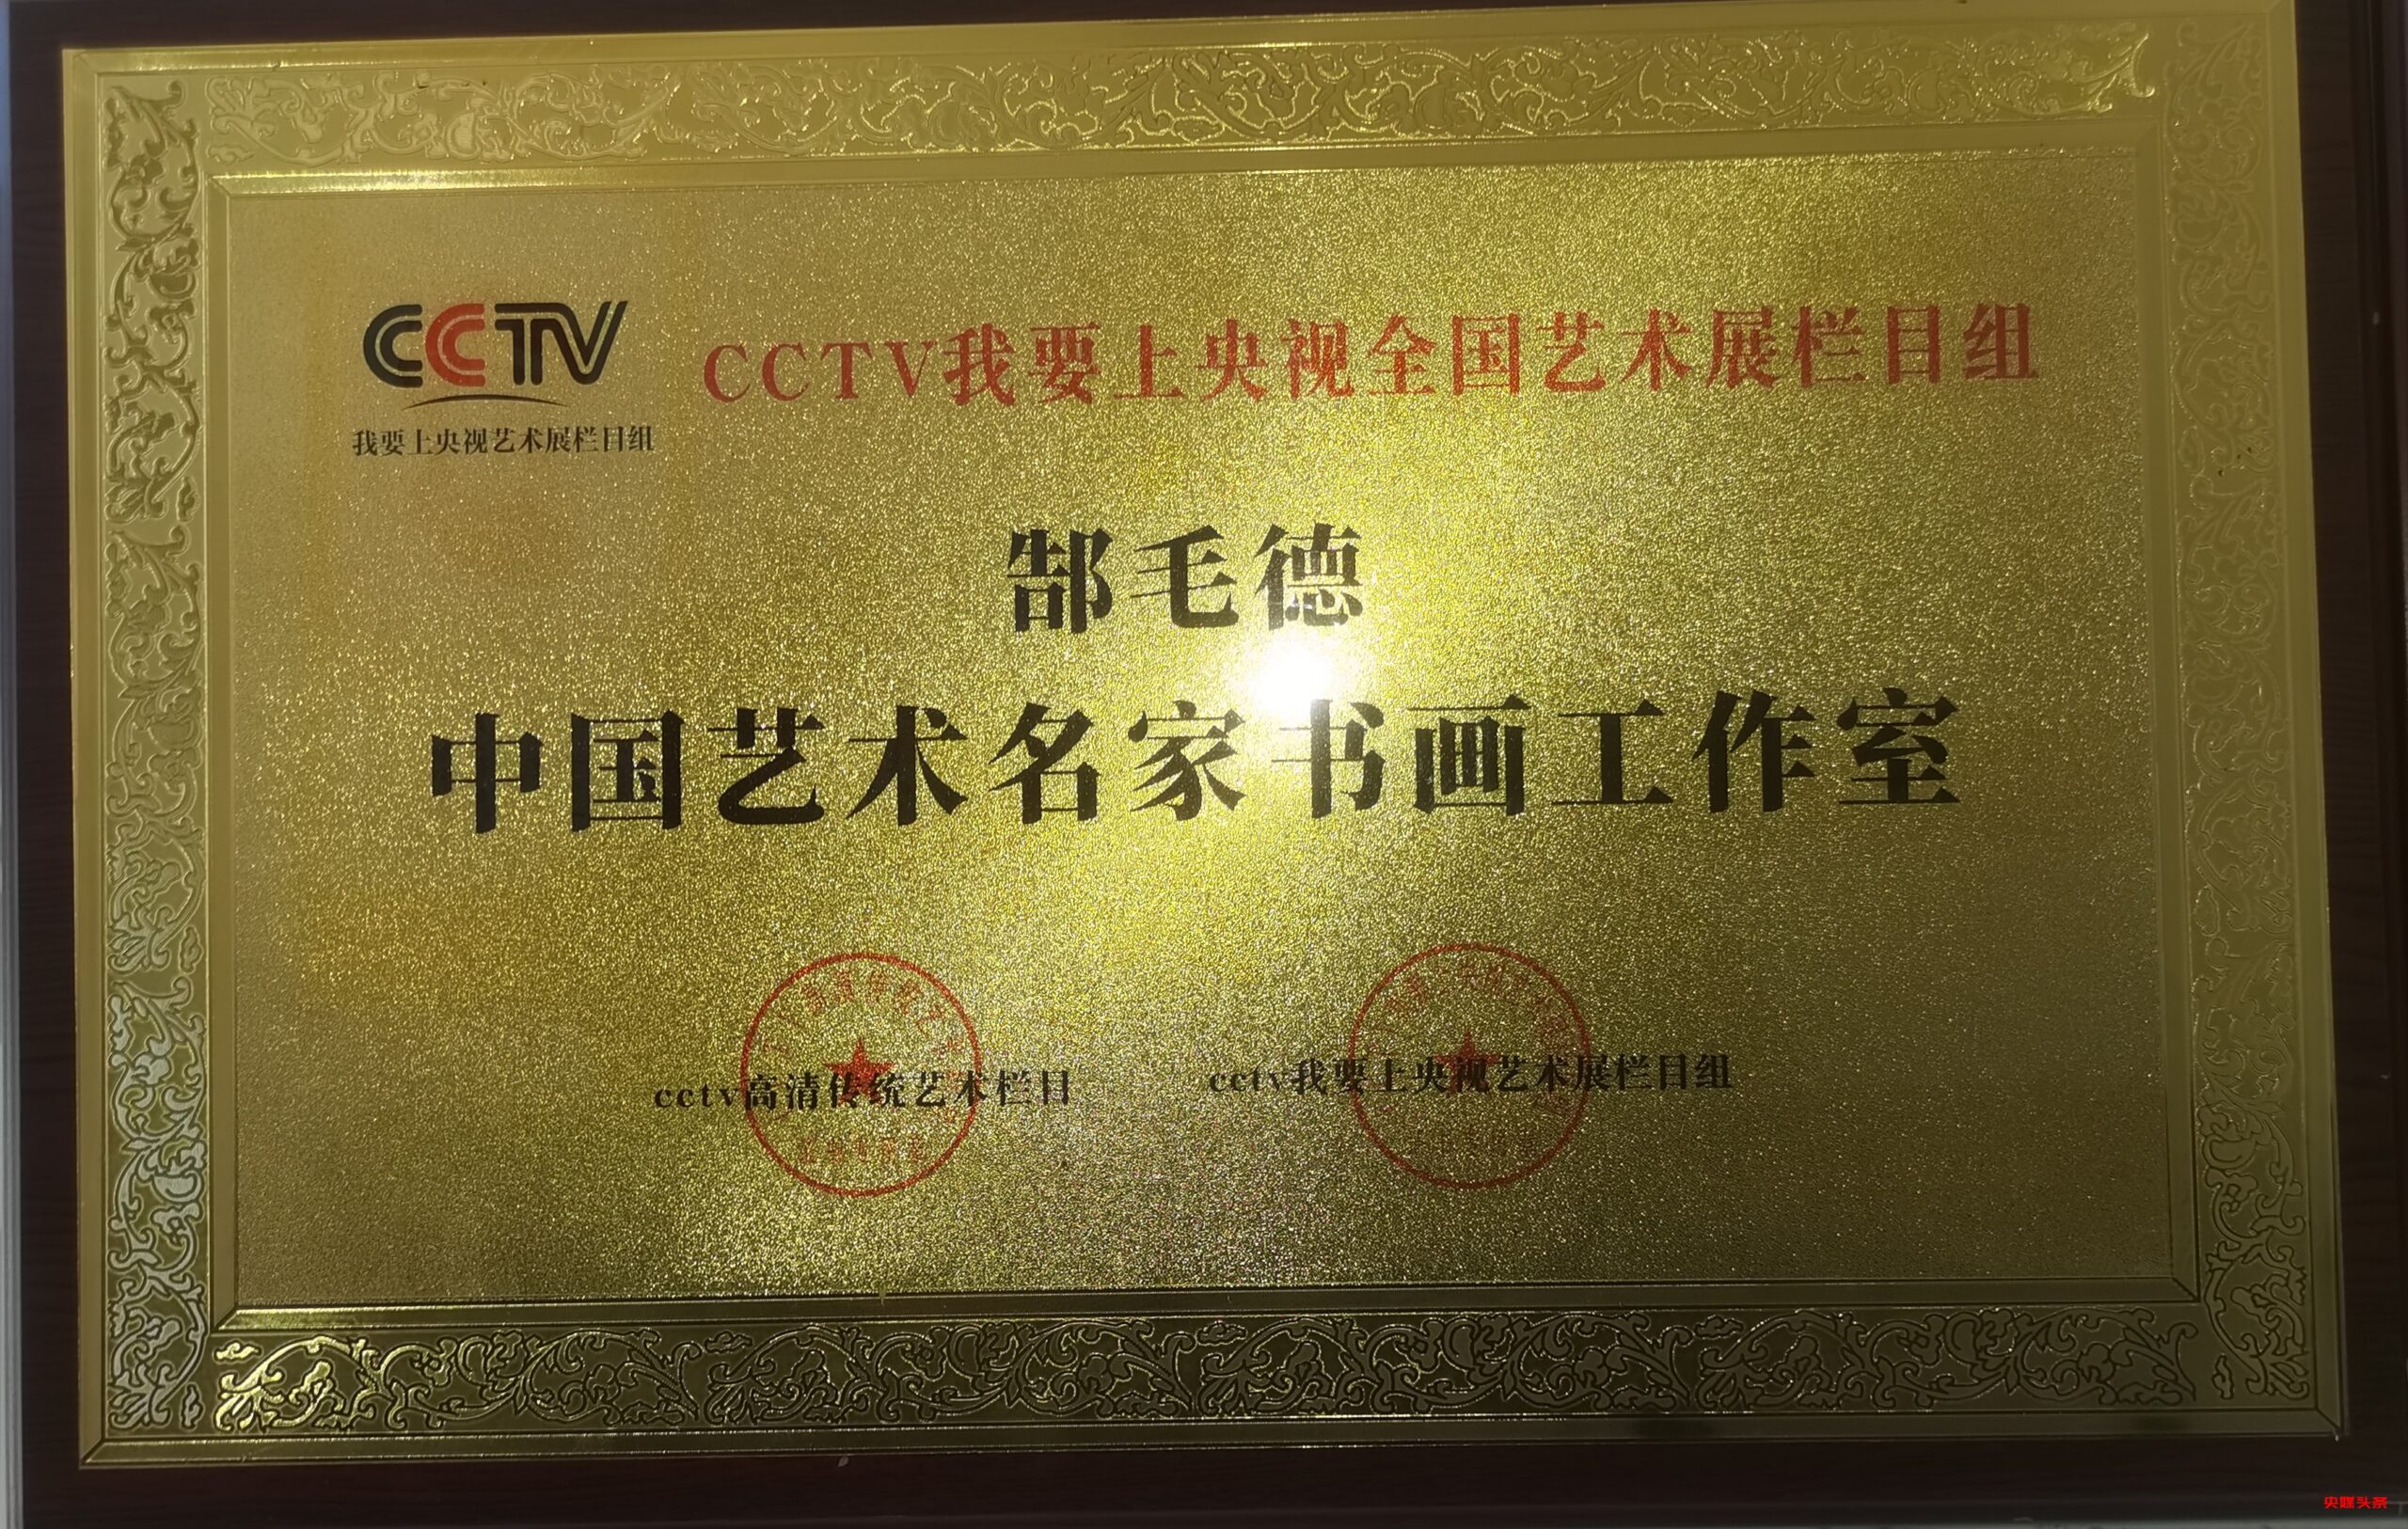 CCTV
我要上央视艺术展栏目组
CCTV我要上央视全国艺术展栏目组
郜毛德
中国艺术名家书画工作室
cctv高清传统艺术栏目
cctv我要上央视艺术展栏目组
央媒头条